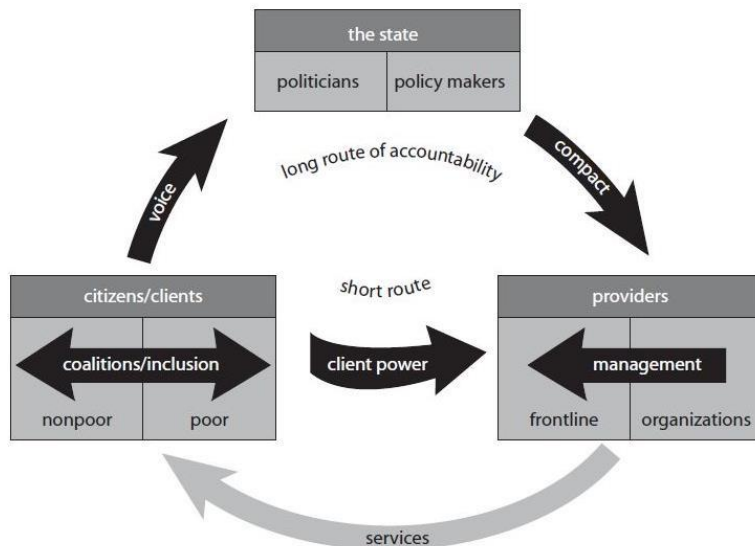 the state
politicians
policy makers
long route of accountability
voice
compact
short route
citizens/clients
providers
coalitions/inclusion
client power
management
nonpoor
poor
frontline
organizations
services